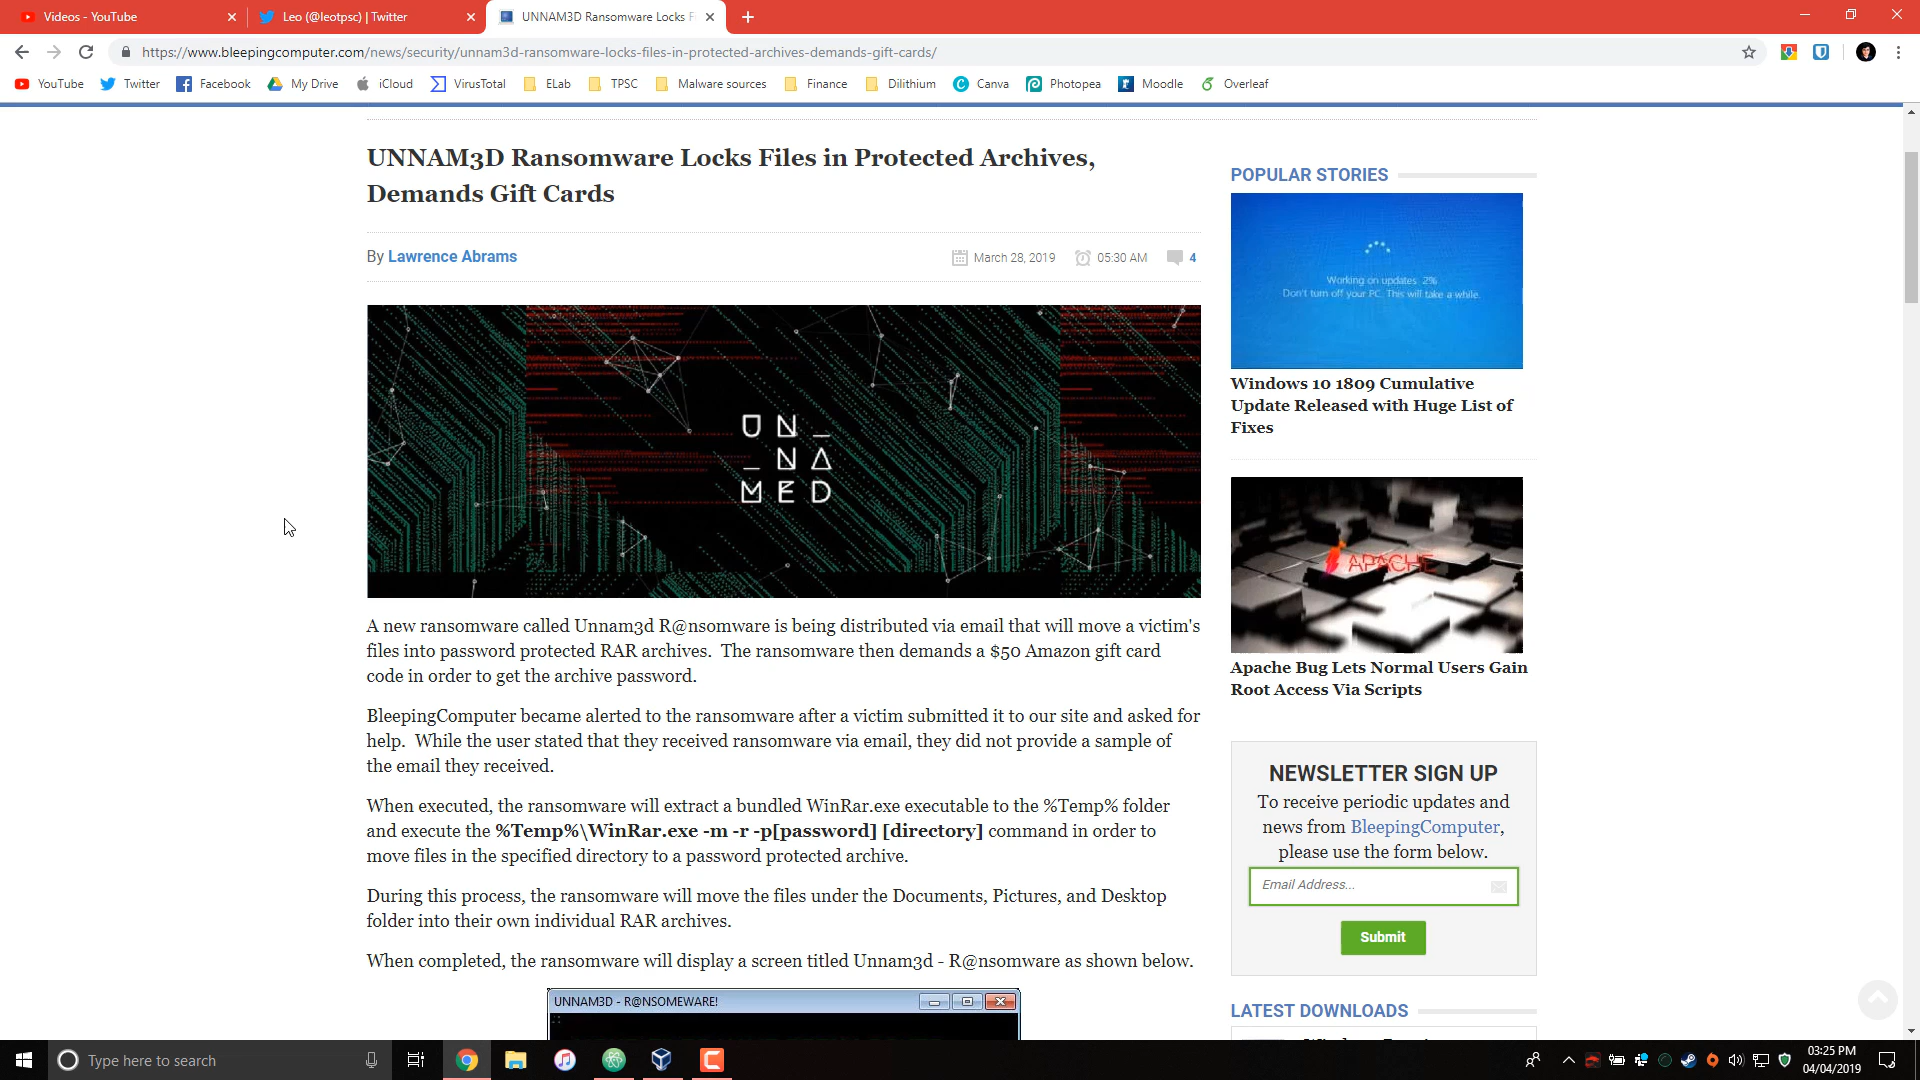 Videos - YouTube
Leo (@leotpsc) | Twitter
UNNAM3D Ransomware Locks F
https://www.bleepingcomputer.com/news/security/unnam3d-ransomware-locks-files-in-protected-archives-demands-gift-cards/
YouTube
Twitter
Facebook
My Drive
iCloud
VirusTotal
ELab
TPSC
Malware sources
Finance
Dilithium
Canva
Photopea
Moodle
Overleaf
UNNAM3D Ransomware Locks Files in Protected Archives,
Demands Gift Cards
By Lawrence Abrams
March 28, 2019
05:30 AM
4
UN_
_NA
MED
A new ransomware called Unnam3d R@nsomware is being distributed via email that will move a victim's
files into password protected RAR archives.  The ransomware then demands a $50 Amazon gift card
code in order to get the archive password.
BleepingComputer became alerted to the ransomware after a victim submitted it to our site and asked for
help.  While the user stated that they received ransomware via email, they did not provide a sample of
the email they received.
When executed, the ransomware will extract a bundled WinRar.exe executable to the %Temp% folder
and execute the %Temp%\WinRar.exe -m -r -p[password] [directory] command in order to
move files in the specified directory to a password protected archive.
During this process, the ransomware will move the files under the Documents, Pictures, and Desktop
folder into their own individual RAR archives.
When completed, the ransomware will display a screen titled Unnam3d - R@nsomware as shown below.
UNNAM3D - R@NSOMEWARE!
POPULAR STORIES
Working on updates 2%
Don't turn off your PC. This will take a while.
Windows 10 1809 Cumulative
Update Released with Huge List of
Fixes
APACHE
Apache Bug Lets Normal Users Gain
Root Access Via Scripts
NEWSLETTER SIGN UP
To receive periodic updates and
news from BleepingComputer,
please use the form below.
Email Address...
Submit
LATEST DOWNLOADS
Type here to search
03:25 PM
04/04/2019